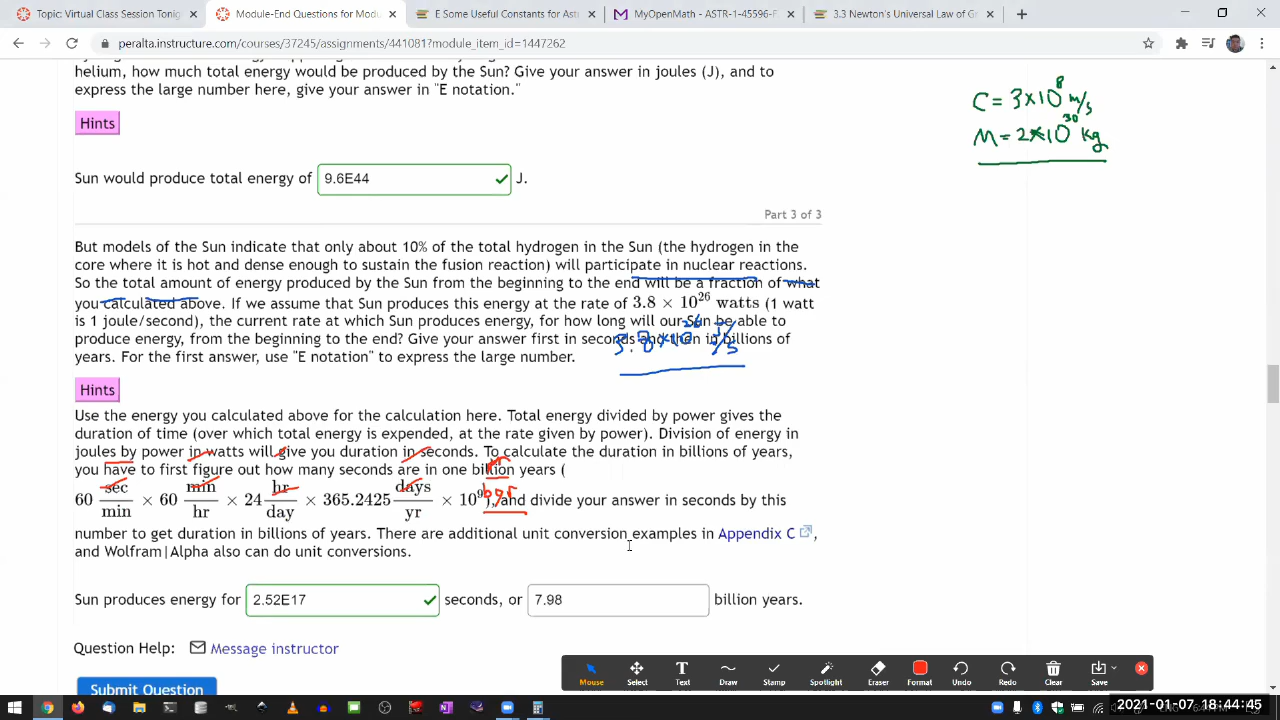 Topic Virtual Class Session Tonig
Module-End Questions for Modul
E Some Useful Constants for Ast
MyOpenMath - ASTR-1-45596-F
3.3 Newton's Universal Law of Gr
peralta.instructure.com/courses/37245/assignments/441081?module_item_id=1447262
helium, how much total energy would be produced by the Sun? Give your answer in joules (J), and to
express the large number here, give your answer in "E notation."
C = 3×10^8 m/s
M = 2×10^30 kg
Hints
Sun would produce total energy of 9.6E44 J.
Part 3 of 3
But models of the Sun indicate that only about 10% of the total hydrogen in the Sun (the hydrogen in the
core where it is hot and dense enough to sustain the fusion reaction) will participate in nuclear reactions.
So the total amount of energy produced by the Sun from the beginning to the end will be a fraction of what
you calculated above. If we assume that Sun produces this energy at the rate of 3.8 × 10^26 watts (1 watt
is 1 joule/second), the current rate at which Sun produces energy, for how long will our Sun be able to
produce energy, from the beginning to the end? Give your answer first in seconds and then in billions of
years. For the first answer, use "E notation" to express the large number.
3.8×10^26 J/s
Hints
Use the energy you calculated above for the calculation here. Total energy divided by power gives the
duration of time (over which total energy is expended, at the rate given by power). Division of energy in
joules by power in watts will give you duration in seconds. To calculate the duration in billions of years,
you have to first figure out how many seconds are in one billion years (
60 sec/min × 60 min/hr × 24 hr/day × 365.2425 days/yr × 10^9), and divide your answer in seconds by this
yr
byr
number to get duration in billions of years. There are additional unit conversion examples in Appendix C,
and Wolfram|Alpha also can do unit conversions.
Sun produces energy for 2.52E17 seconds, or 7.98 billion years.
Question Help: Message instructor
Submit Question
Mouse Select Text Draw Stamp Spotlight Eraser Format Undo Redo Clear Save
2021-01-07 18:44:45